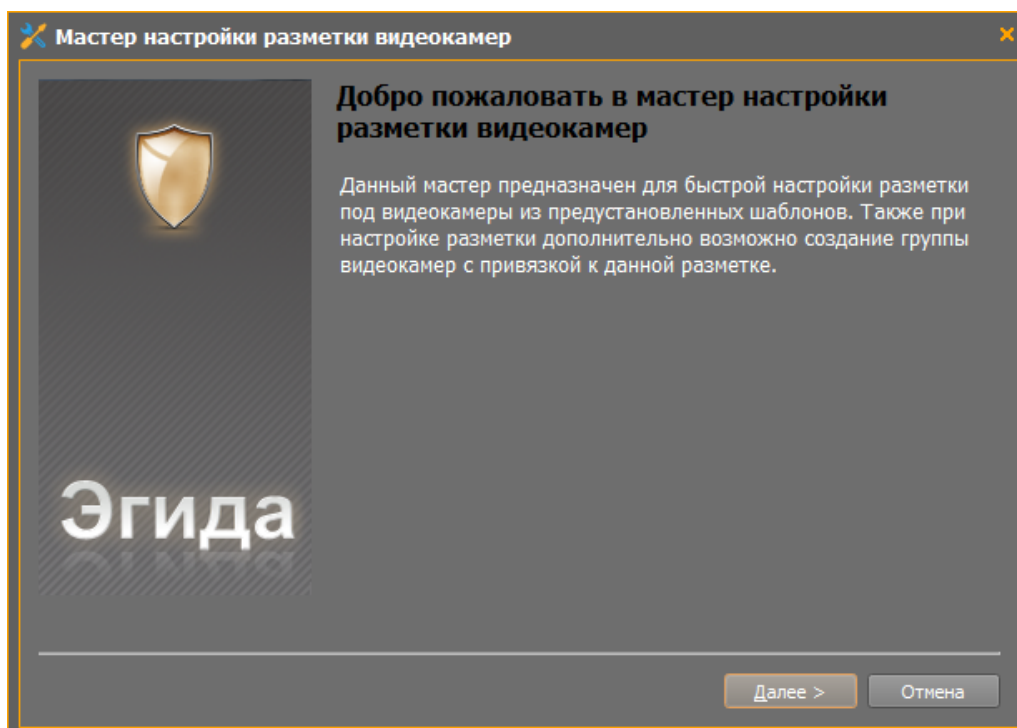 Мастер настройки разметки видеокамер
Добро пожаловать в мастер настройки
разметки видеокамер
Данный мастер предназначен для быстрой настройки разметки
под видеокамеры из предустановленных шаблонов. Также при
настройке разметки дополнительно возможно создание группы
видеокамер с привязкой к данной разметке.
Эгида
Далее >
Отмена